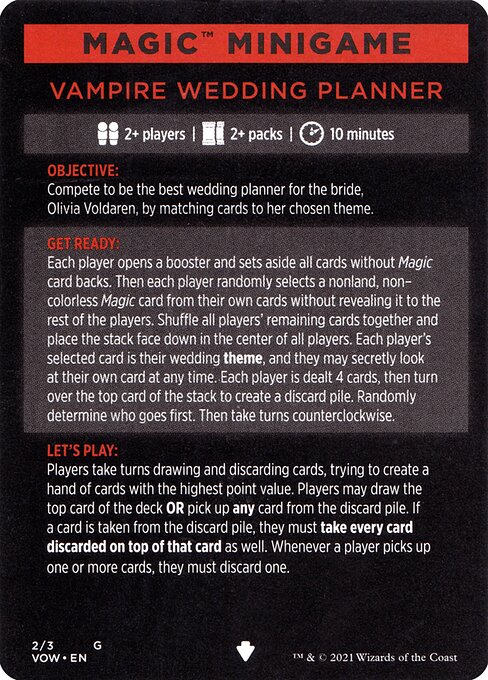 MAGIC™ MINIGAME
VAMPIRE WEDDING PLANNER
2+ players | 2+ packs | 10 minutes
OBJECTIVE:
Compete to be the best wedding planner for the bride,
Olivia Voldaren, by matching cards to her chosen theme.
GET READY:
Each player opens a booster and sets aside all cards without Magic
card backs. Then each player randomly selects a nonland, non–
colorless Magic card from their own cards without revealing it to the
rest of the players. Shuffle all players' remaining cards together and
place the stack face down in the center of all players. Each player's
selected card is their wedding theme, and they may secretly look
at their own card at any time. Each player is dealt 4 cards, then turn
over the top card of the stack to create a discard pile. Randomly
determine who goes first. Then take turns counterclockwise.
LET'S PLAY:
Players take turns drawing and discarding cards, trying to create a
hand of cards with the highest point value. Players may draw the
top card of the deck OR pick up any card from the discard pile. If
a card is taken from the discard pile, they must take every card
discarded on top of that card as well. Whenever a player picks up
one or more cards, they must discard one.
2/3 G
VOW • EN
™ & © 2021 Wizards of the Coast